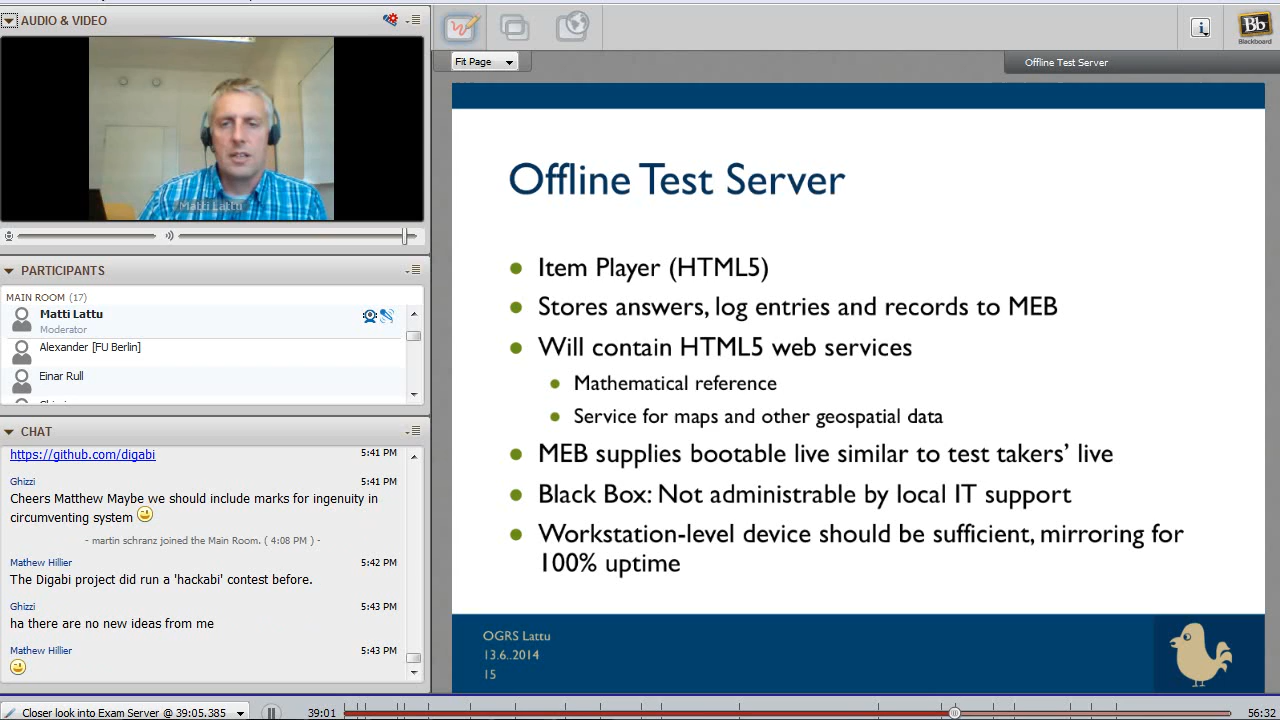 AUDIO & VIDEO
Matti Lattu
PARTICIPANTS
MAIN ROOM (17)
Matti Lattu
Moderator
Alexander [FU Berlin]
Einar Rull
CHAT
https://github.com/digabi 5:41 PM
Ghizzi 5:41 PM
Cheers Matthew Maybe we should include marks for ingenuity in
circumventing system
- martin schranz joined the Main Room. ( 4:08 PM ) -
Mathew Hillier 5:42 PM
The Digabi project did run a 'hackabi' contest before.
Ghizzi 5:43 PM
ha there are no new ideas from me
Mathew Hillier 5:43 PM
Closer look into Exam Server @ 39:05.385
39:01
56:32
Bb
Blackboard
Fit Page
Offline Test Server
Offline Test Server
• Item Player (HTML5)
• Stores answers, log entries and records to MEB
• Will contain HTML5 web services
• Mathematical reference
• Service for maps and other geospatial data
• MEB supplies bootable live similar to test takers’ live
• Black Box: Not administrable by local IT support
• Workstation-level device should be sufficient, mirroring for
100% uptime
OGRS Lattu
13.6..2014
15